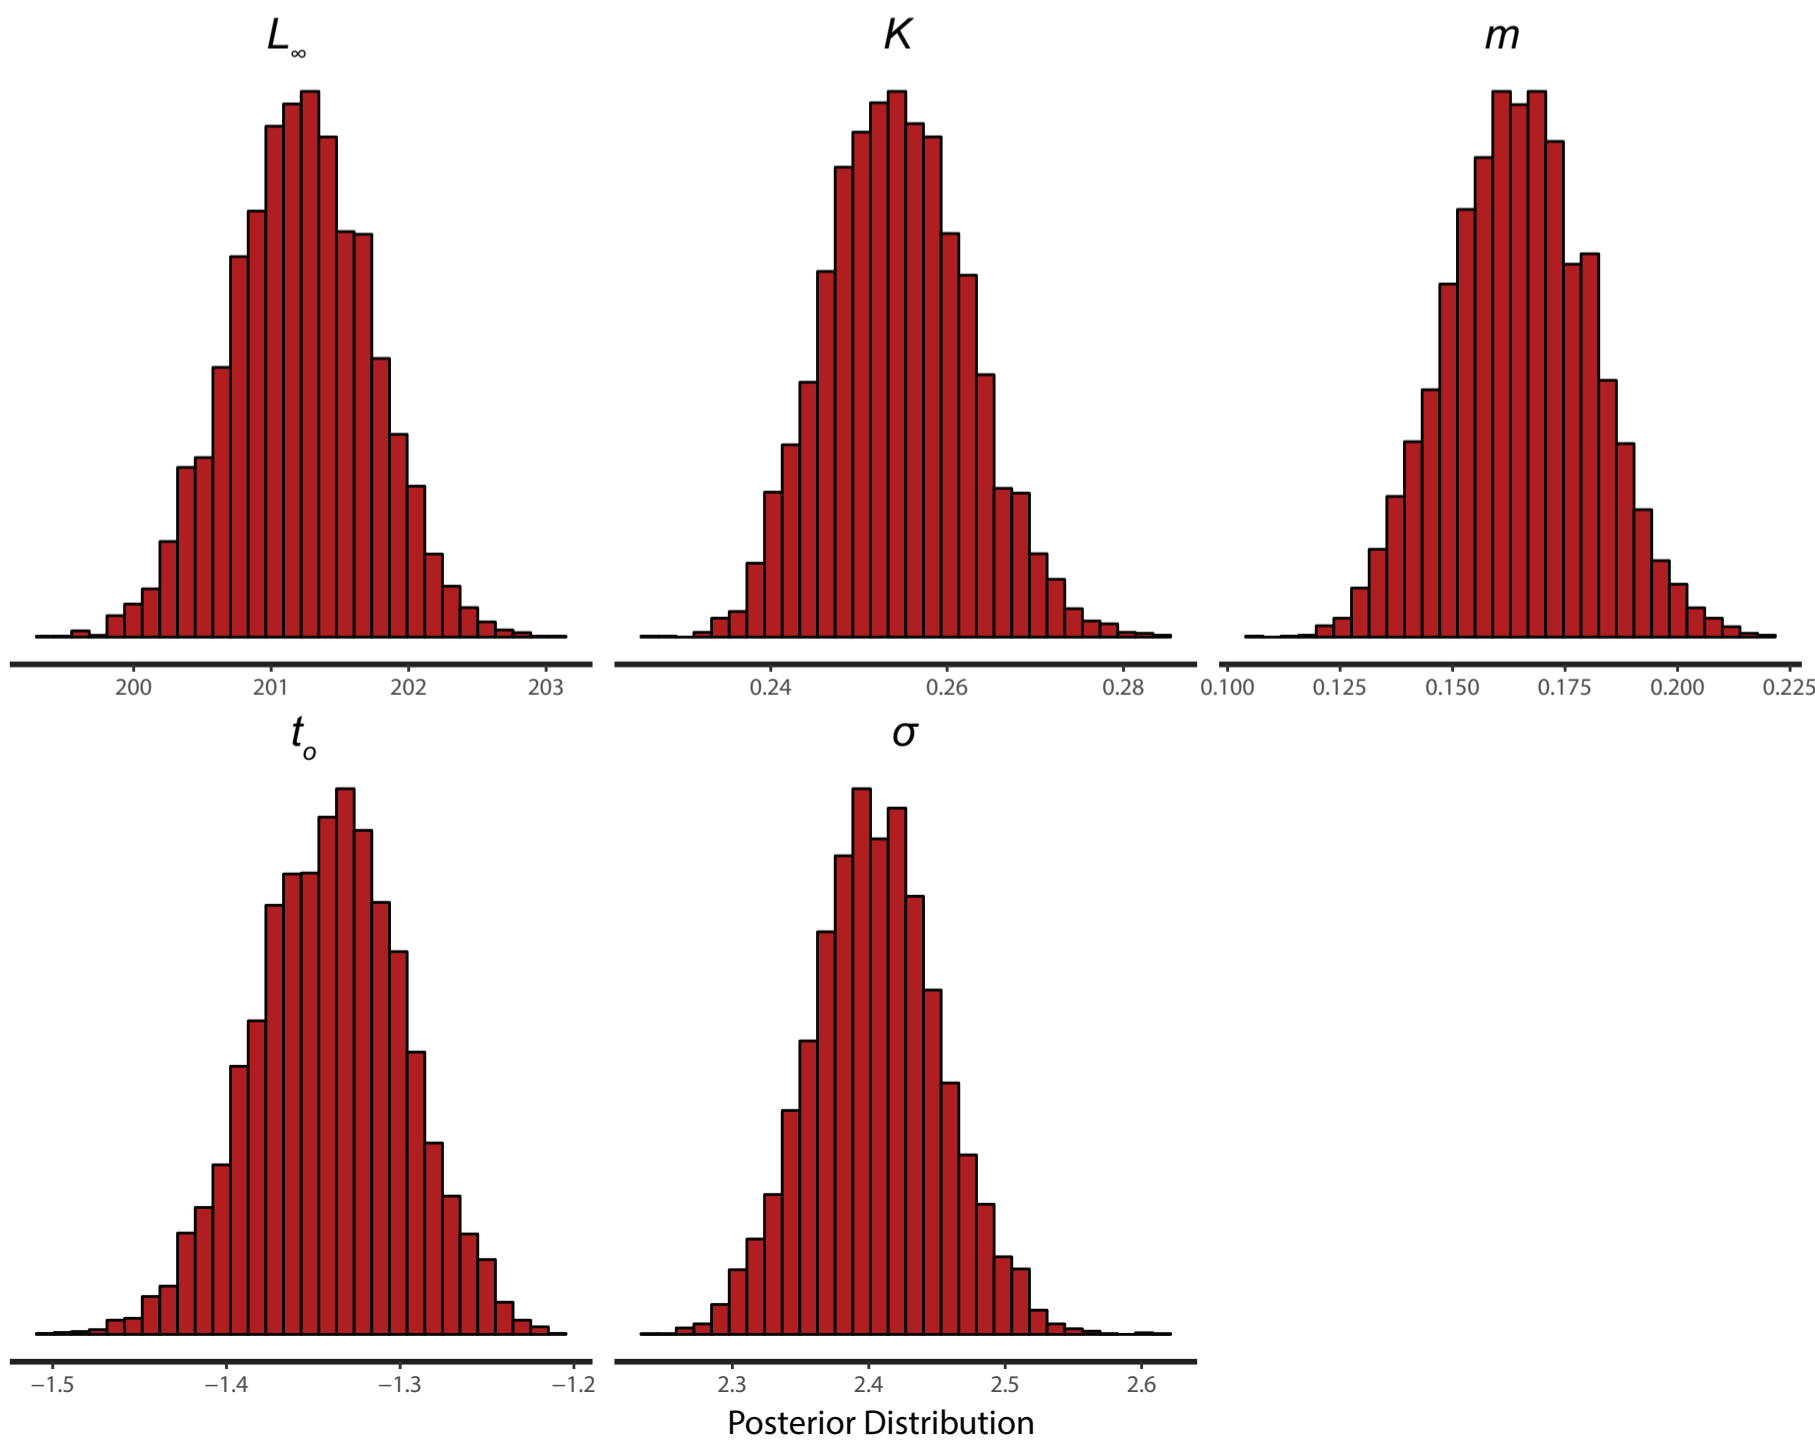 L∞ K m
200 201 202 203 0.24 0.26 0.28 0.100 0.125 0.150 0.175 0.200 0.225
to σ
−1.5 −1.4 −1.3 −1.2 2.3 2.4 2.5 2.6
Posterior Distribution